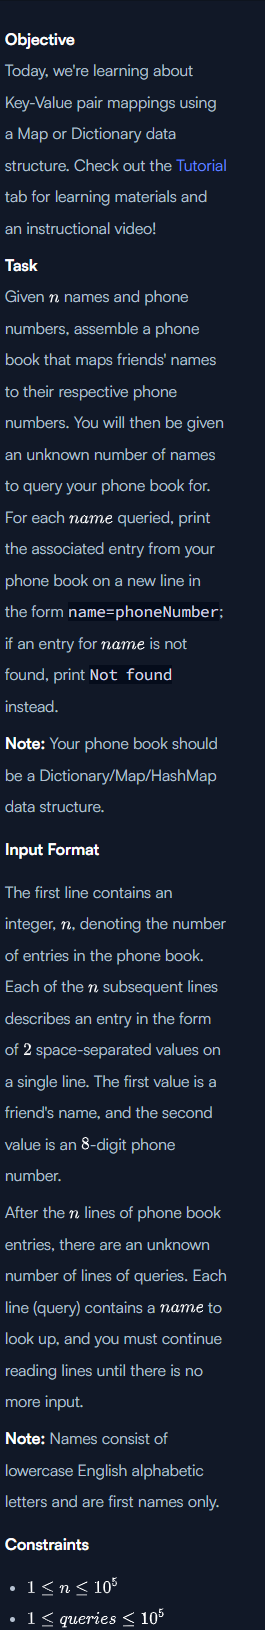 Objective
Today, we're learning about
Key-Value pair mappings using
a Map or Dictionary data
structure. Check out the Tutorial
tab for learning materials and
an instructional video!
Task
Given n names and phone
numbers, assemble a phone
book that maps friends' names
to their respective phone
numbers. You will then be given
an unknown number of names
to query your phone book for.
For each name queried, print
the associated entry from your
phone book on a new line in
the form name=phoneNumber;
if an entry for name is not
found, print Not found
instead.
Note: Your phone book should
be a Dictionary/Map/HashMap
data structure.
Input Format
The first line contains an
integer, n, denoting the number
of entries in the phone book.
Each of the n subsequent lines
describes an entry in the form
of 2 space-separated values on
a single line. The first value is a
friend's name, and the second
value is an 8-digit phone
number.
After the n lines of phone book
entries, there are an unknown
number of lines of queries. Each
line (query) contains a name to
look up, and you must continue
reading lines until there is no
more input.
Note: Names consist of
lowercase English alphabetic
letters and are first names only.
Constraints
• 1 ≤ n ≤ 10⁵
• 1 ≤ queries ≤ 10⁵